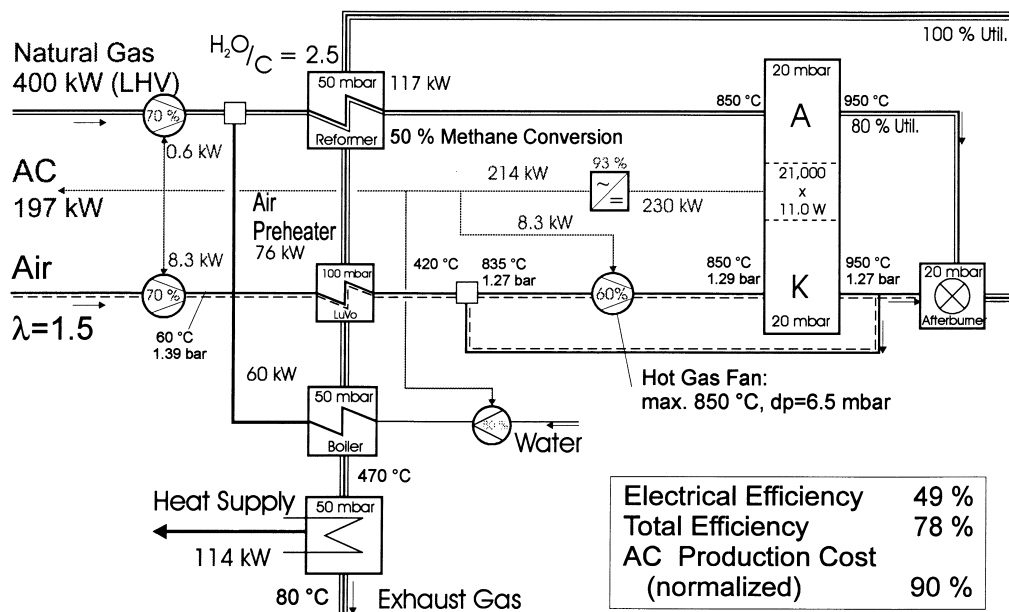 100 % Util.
H2O/C = 2.5
Natural Gas
400 kW (LHV)
50 mbar
117 kW
20 mbar
850 °C
950 °C
70 %
A
80 % Util.
Reformer
50 % Methane Conversion
0.6 kW
93 %
AC
197 kW
214 kW
~
=
230 kW
21,000
x
11.0 W
Air
Preheater
76 kW
8.3 kW
Air
8.3 kW
100 mbar
420 °C
835 °C
1.27 bar
850 °C
1.29 bar
950 °C
1.27 bar
20 mbar
70 %
60%
K
LuVo
Afterburner
λ=1.5
60 °C
1.39 bar
20 mbar
60 kW
Hot Gas Fan:
max. 850 °C, dp=6.5 mbar
50 mbar
Boiler
Water
470 °C
Heat Supply
50 mbar
114 kW
80 °C
Exhaust Gas
Electrical Efficiency 49 %
Total Efficiency 78 %
AC Production Cost
(normalized) 90 %